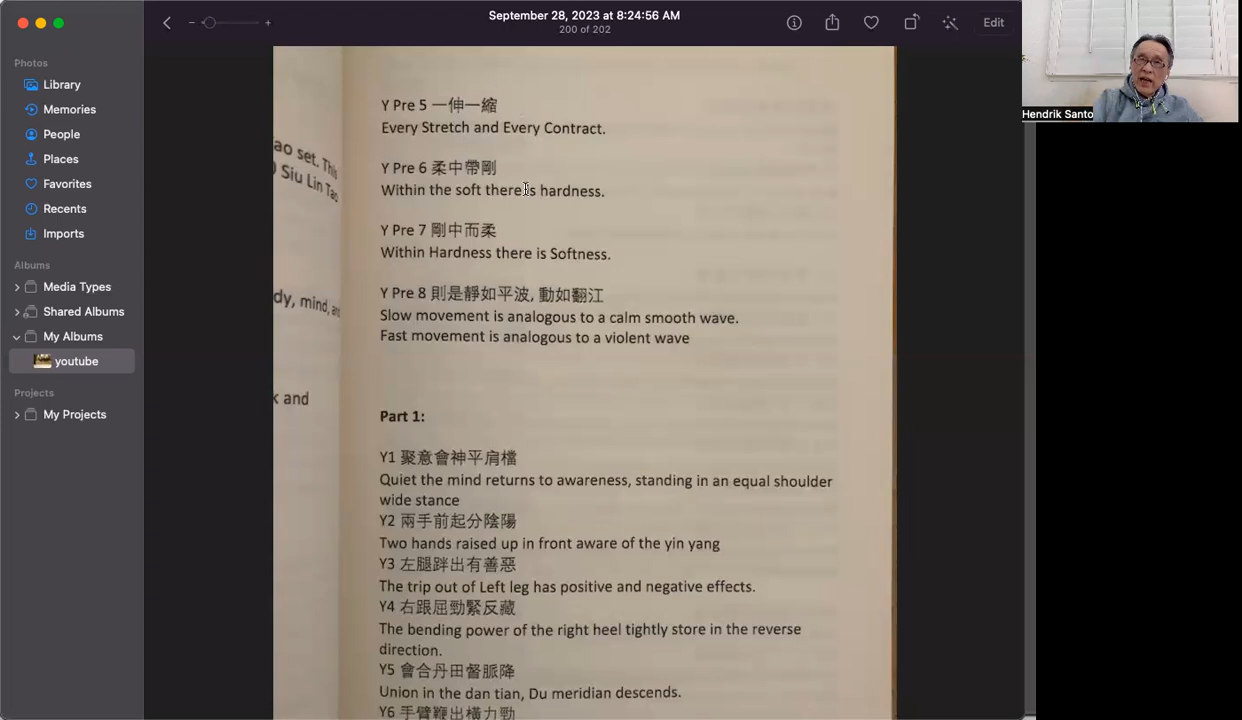 September 28, 2023 at 8:24:56 AM
200 of 202
Edit
Photos
Library
Memories
People
Places
Favorites
Recents
Imports
Albums
Media Types
Shared Albums
My Albums
youtube
Projects
My Projects
Hendrik Santo
ao set. This
Siu Lin Tao
dy, mind, and
k and
Y Pre 5 一伸一縮
Every Stretch and Every Contract.
Y Pre 6 柔中帶剛
Within the soft there is hardness.
Y Pre 7 剛中而柔
Within Hardness there is Softness.
Y Pre 8 則是靜如平波, 動如翻江
Slow movement is analogous to a calm smooth wave.
Fast movement is analogous to a violent wave
Part 1:
Y1 聚意會神平肩檔
Quiet the mind returns to awareness, standing in an equal shoulder
wide stance
Y2 兩手前起分陰陽
Two hands raised up in front aware of the yin yang
Y3 左腿跘出有善惡
The trip out of Left leg has positive and negative effects.
Y4 右跟屈勁緊反藏
The bending power of the right heel tightly store in the reverse
direction.
Y5 會合丹田督脈降
Union in the dan tian, Du meridian descends.
Y6 手臂鞭出橫力勁